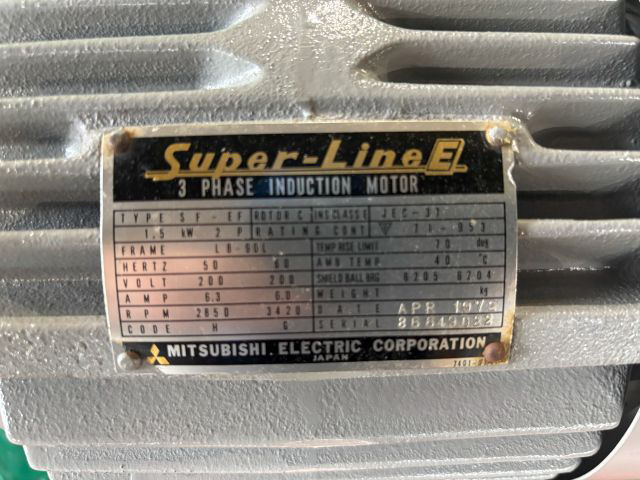 Super-Line E
3 PHASE INDUCTION MOTOR
TYPE SF-EF ROTOR C INS CLASS E JEC-37
1.5 kW 2 P RATING CONT 71-953
FRAME TEMP RISE LIMIT 70 deg
HERTZ 50 60 AMB TEMP 40 °C
VOLT 200 200 SHIELD BALL BRG 6205 6204
AMP 6.3 6.0 WEIGHT kg
RPM 2850 3420 DATE APR
CODE H G SERIAL
MITSUBISHI ELECTRIC CORPORATION
JAPAN